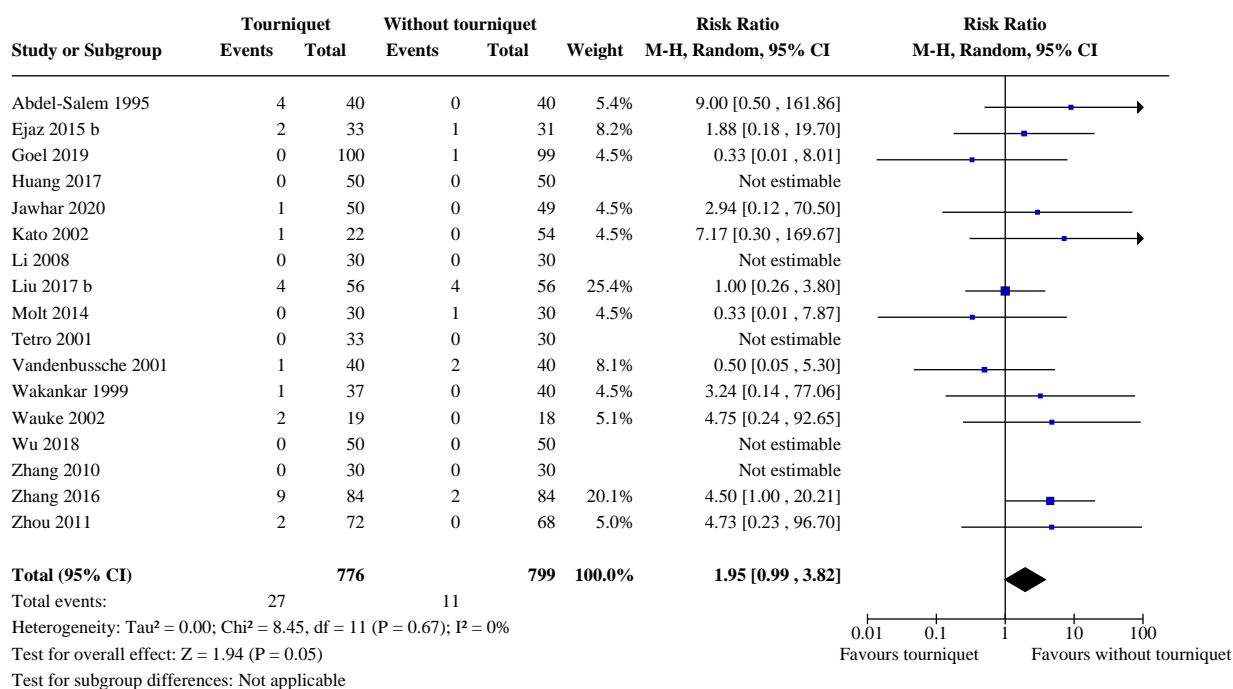 Tourniquet Without tourniquet Risk Ratio Risk Ratio
Study or Subgroup Events Total Events Total Weight M-H, Random, 95% CI M-H, Random, 95% CI
Abdel-Salem 1995 4 40 0 40 5.4% 9.00 [0.50 , 161.86]
Ejaz 2015 b 2 33 1 31 8.2% 1.88 [0.18 , 19.70]
Goel 2019 0 100 1 99 4.5% 0.33 [0.01 , 8.01]
Huang 2017 0 50 0 50 Not estimable
Jawhar 2020 1 50 0 49 4.5% 2.94 [0.12 , 70.50]
Kato 2002 1 22 0 54 4.5% 7.17 [0.30 , 169.67]
Li 2008 0 30 0 30 Not estimable
Liu 2017 b 4 56 4 56 25.4% 1.00 [0.26 , 3.80]
Molt 2014 0 30 1 30 4.5% 0.33 [0.01 , 7.87]
Tetro 2001 0 33 0 30 Not estimable
Vandenbussche 2001 1 40 2 40 8.1% 0.50 [0.05 , 5.30]
Wakankar 1999 1 37 0 40 4.5% 3.24 [0.14 , 77.06]
Wauke 2002 2 19 0 18 5.1% 4.75 [0.24 , 92.65]
Wu 2018 0 50 0 50 Not estimable
Zhang 2010 0 30 0 30 Not estimable
Zhang 2016 9 84 2 84 20.1% 4.50 [1.00 , 20.21]
Zhou 2011 2 72 0 68 5.0% 4.73 [0.23 , 96.70]
Total (95% CI) 776 799 100.0% 1.95 [0.99 , 3.82]
Total events: 27 11
Heterogeneity: Tau² = 0.00; Chi² = 8.45, df = 11 (P = 0.67); I² = 0%
Test for overall effect: Z = 1.94 (P = 0.05)
Test for subgroup differences: Not applicable
0.01 0.1 1 10 100
Favours tourniquet Favours without tourniquet